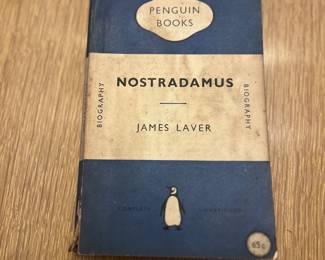 PENGUIN
BOOKS
NOSTRADAMUS
BIOGRAPHY
BIOGRAPHY
JAMES LAVER
COMPLETE UNABRIDGED
65c